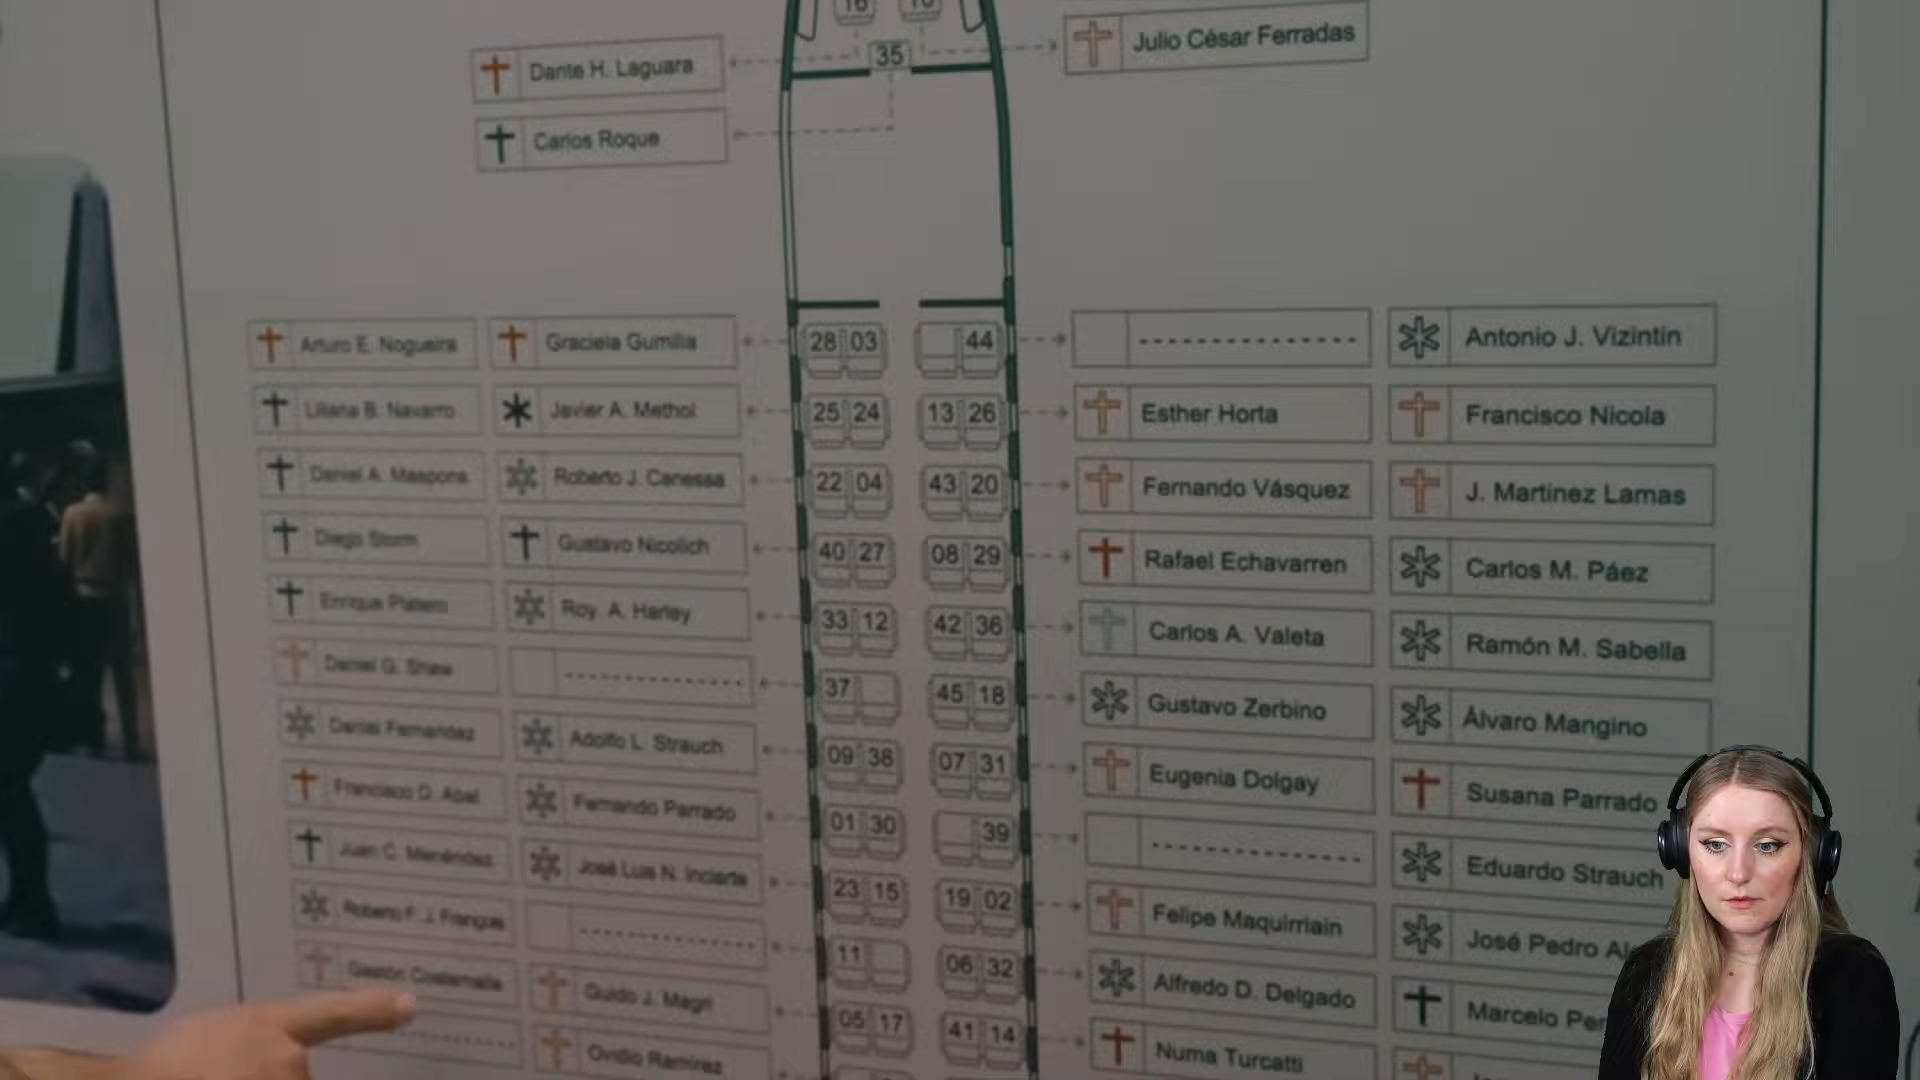 16 10
Dante H. Laguara
35
Julio César Ferradas
Carlos Roque
Arturo E. Nogueira
Graciela Gumilla
28 03
44
Antonio J. Vizintin
Liliana B. Navarro
Javier A. Methol
25 24
13 26
Esther Horta
Francisco Nicola
Daniel A. Maspons
Roberto J. Canessa
22 04
43 20
Fernando Vásquez
J. Martinez Lamas
Diego Storm
Gustavo Nicolich
40 27
08 29
Rafael Echavarren
Carlos M. Páez
Enrique Platero
Roy. A. Harley
33 12
42 36
Carlos A. Valeta
Ramón M. Sabella
Daniel G. Shaw
37
45 18
Gustavo Zerbino
Álvaro Mangino
Daniel Fernandez
Adolfo L. Strauch
09 38
07 31
Eugenia Dolgay
Susana Parrado
Francisco D. Abal
Fernando Parrado
01 30
39
Eduardo Strauch
Juan C. Menéndez
José Luis N. Inciarte
23 15
19 02
Felipe Maquirriain
José Pedro
Roberto F. J. François
11
06 32
Alfredo D. Delgado
Marcelo
Gastón Costemalle
Guido J. Magri
05 17
41 14
Numa Turcatti
Ovidio Ramirez